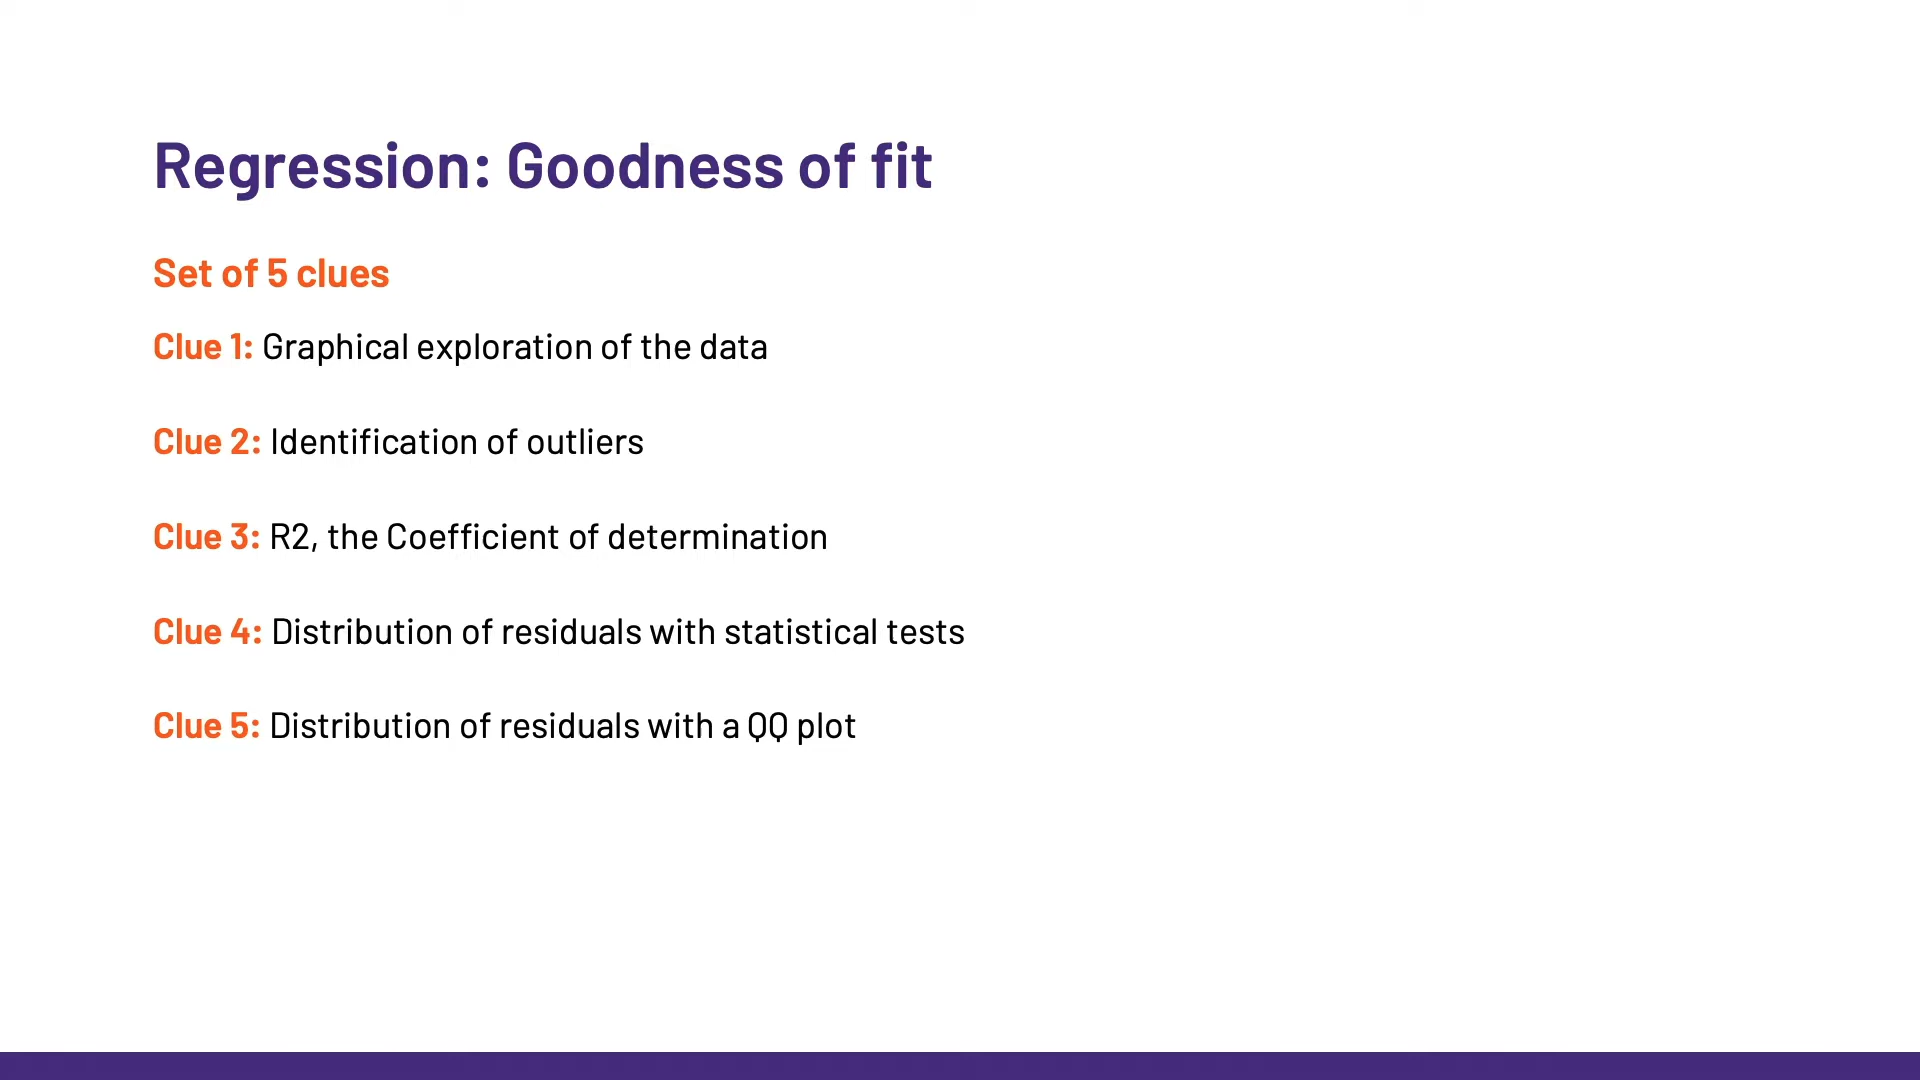 Regression: Goodness of fit
Set of 5 clues
Clue 1: Graphical exploration of the data
Clue 2: Identification of outliers
Clue 3: R2, the Coefficient of determination
Clue 4: Distribution of residuals with statistical tests
Clue 5: Distribution of residuals with a QQ plot